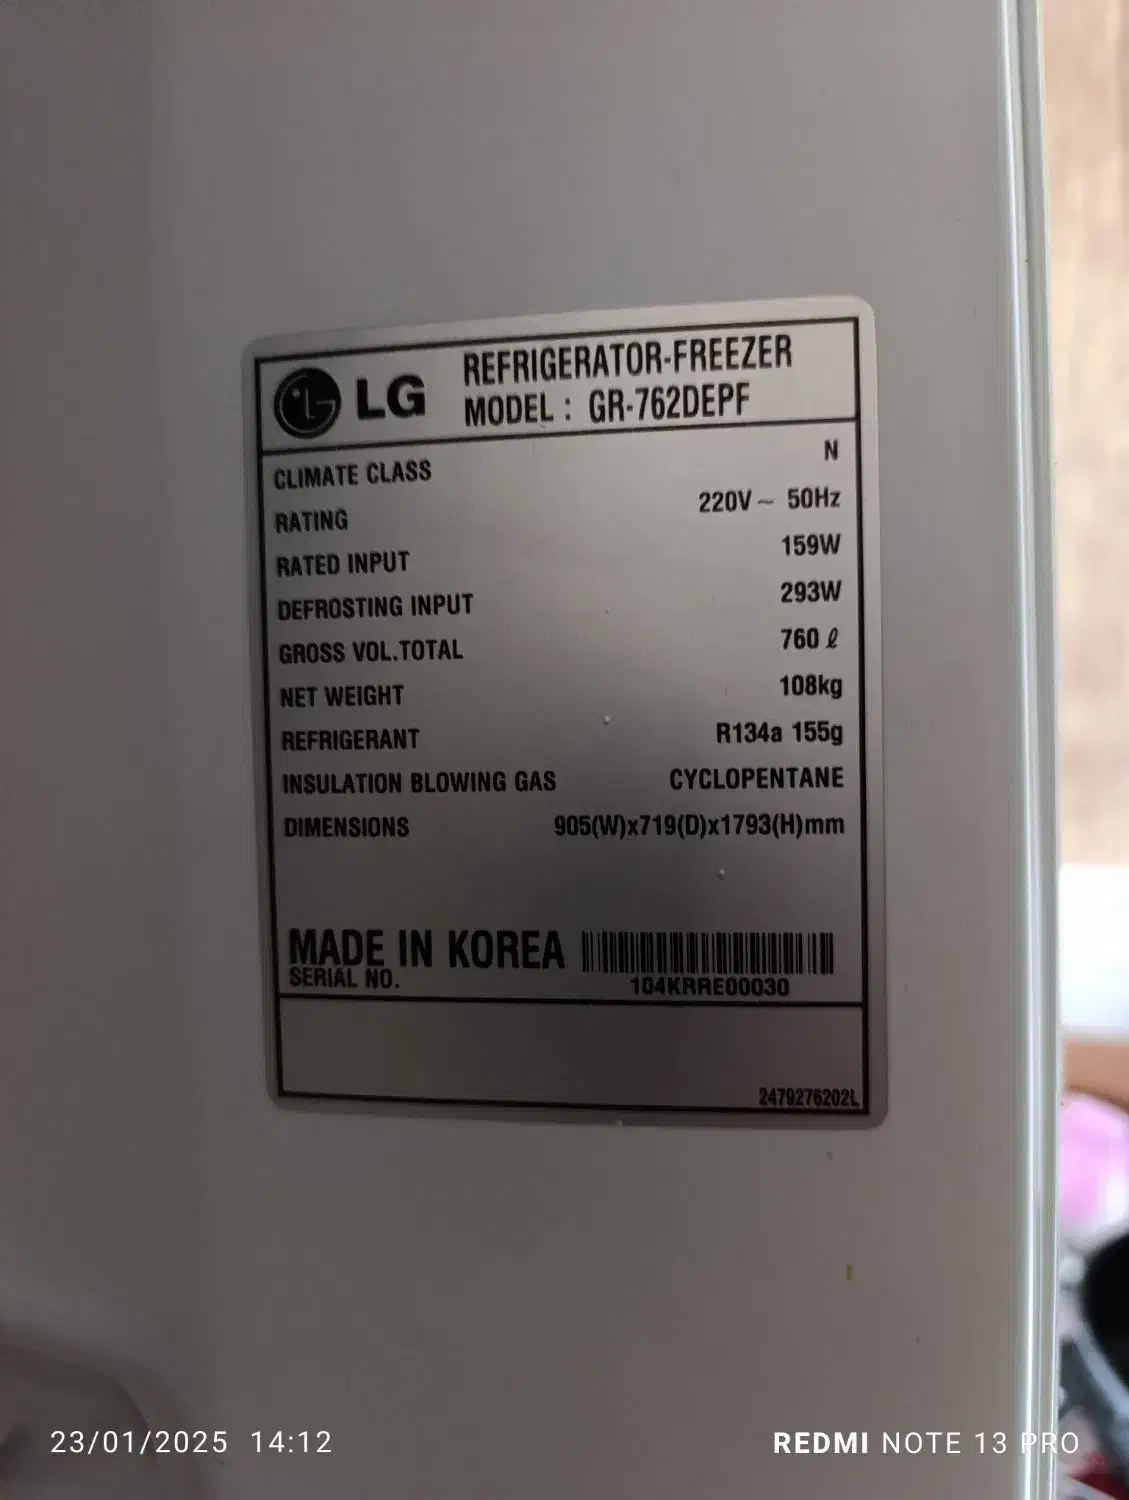 LG REFRIGERATOR-FREEZER
MODEL : GR-762DEPF
CLIMATE CLASS N
RATING 220V ~ 50Hz
RATED INPUT 159W
DEFROSTING INPUT 293W
GROSS VOL.TOTAL 760 ℓ
NET WEIGHT 108kg
REFRIGERANT R134a 155g
INSULATION BLOWING GAS CYCLOPENTANE
DIMENSIONS 905(W)x719(D)x1793(H)mm
MADE IN KOREA
SERIAL NO. 104KRRE00030
2479276202L
23/01/2025 14:12
REDMI NOTE 13 PRO